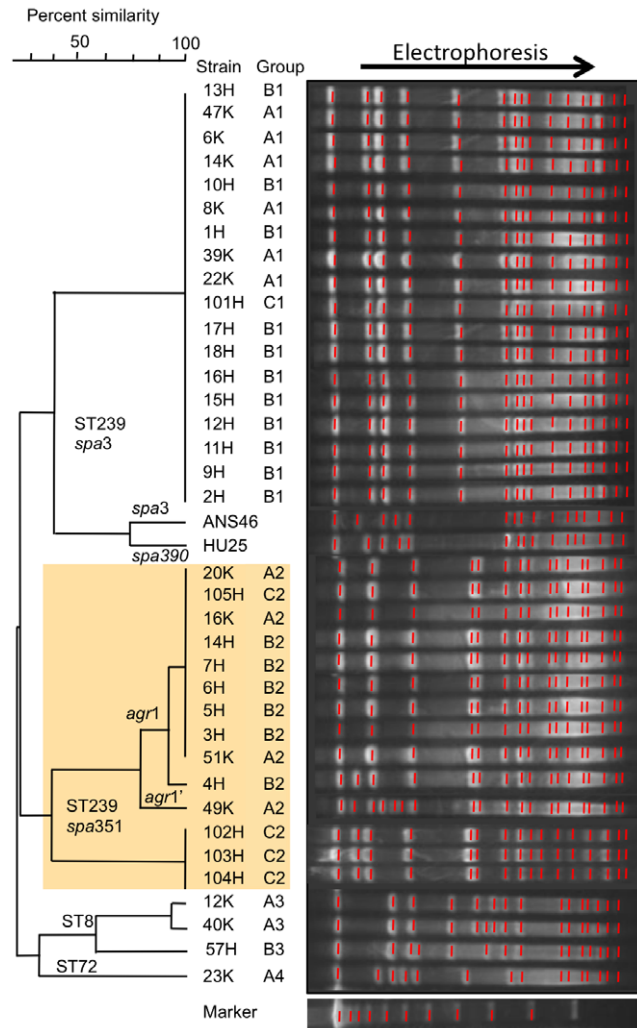 Percent similarity
50 100
Electrophoresis
Strain Group
13H B1
47K A1
6K A1
14K A1
10H B1
8K A1
1H B1
39K A1
22K A1
101H C1
17H B1
18H B1
16H B1
15H B1
12H B1
11H B1
9H B1
2H B1
ST239
spa3
spa3
ANS46
HU25
spa390
20K A2
105H C2
16K A2
14H B2
7H B2
6H B2
5H B2
3H B2
51K A2
4H B2
49K A2
102H C2
103H C2
104H C2
agr1
agr1'
ST239
spa351
12K A3
40K A3
57H B3
23K A4
ST8
ST72
Marker